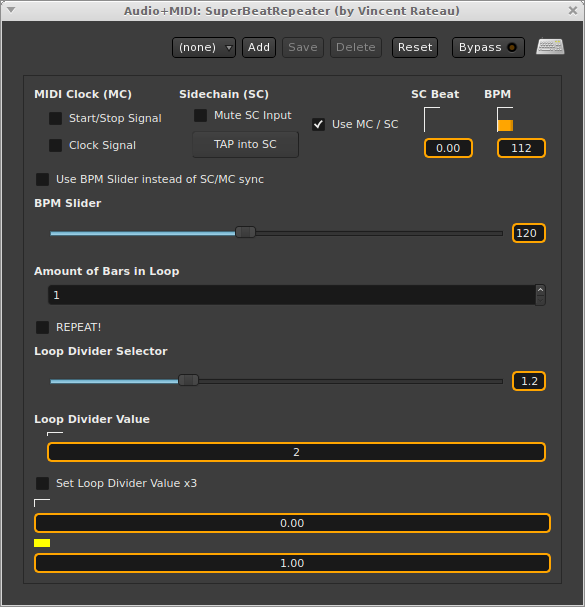 Audio+MIDI: SuperBeatRepeater (by Vincent Rateau)
(none) Add Save Delete Reset Bypass
MIDI Clock (MC) Sidechain (SC) SC Beat BPM
Start/Stop Signal Mute SC Input Use MC / SC
Clock Signal TAP into SC 0.00 112
Use BPM Slider instead of SC/MC sync
BPM Slider
120
Amount of Bars in Loop
1
REPEAT!
Loop Divider Selector
1.2
Loop Divider Value
2
Set Loop Divider Value x3
0.00
1.00